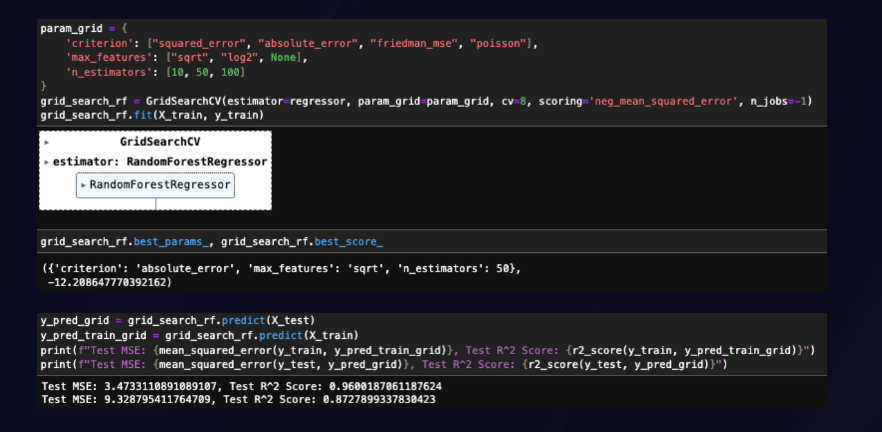 param_grid = {
    'criterion': ["squared_error", "absolute_error", "friedman_mse", "poisson"],
    'max_features': ["sqrt", "log2", None],
    'n_estimators': [10, 50, 100]
}
grid_search_rf = GridSearchCV(estimator=regressor, param_grid=param_grid, cv=8, scoring='neg_mean_squared_error', n_jobs=-1)
grid_search_rf.fit(X_train, y_train)
GridSearchCV
estimator: RandomForestRegressor
RandomForestRegressor
grid_search_rf.best_params_, grid_search_rf.best_score_
({'criterion': 'absolute_error', 'max_features': 'sqrt', 'n_estimators': 50},
 -12.208647770392162)
y_pred_grid = grid_search_rf.predict(X_test)
y_pred_train_grid = grid_search_rf.predict(X_train)
print(f"Test MSE: {mean_squared_error(y_train, y_pred_train_grid)}, Test R^2 Score: {r2_score(y_train, y_pred_train_grid)}")
print(f"Test MSE: {mean_squared_error(y_test, y_pred_grid)}, Test R^2 Score: {r2_score(y_test, y_pred_grid)}")
Test MSE: 3.4733110891089107, Test R^2 Score: 0.9600187061187624
Test MSE: 9.328795411764709, Test R^2 Score: 0.8727899337830423